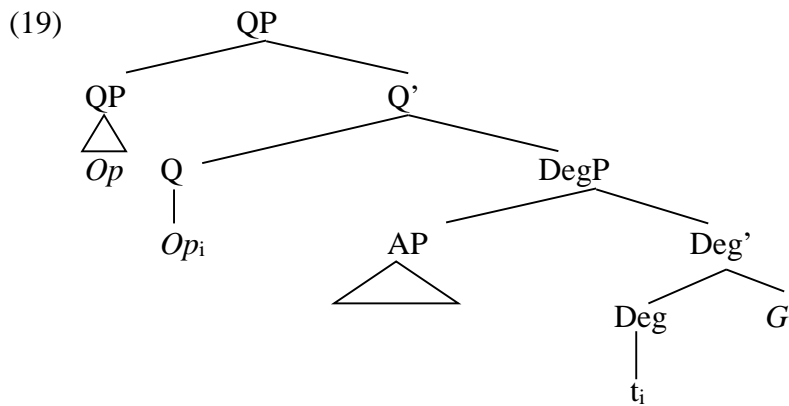 (19) QP
QP Q’
Op Q DegP
Opi AP Deg’
Deg G
ti